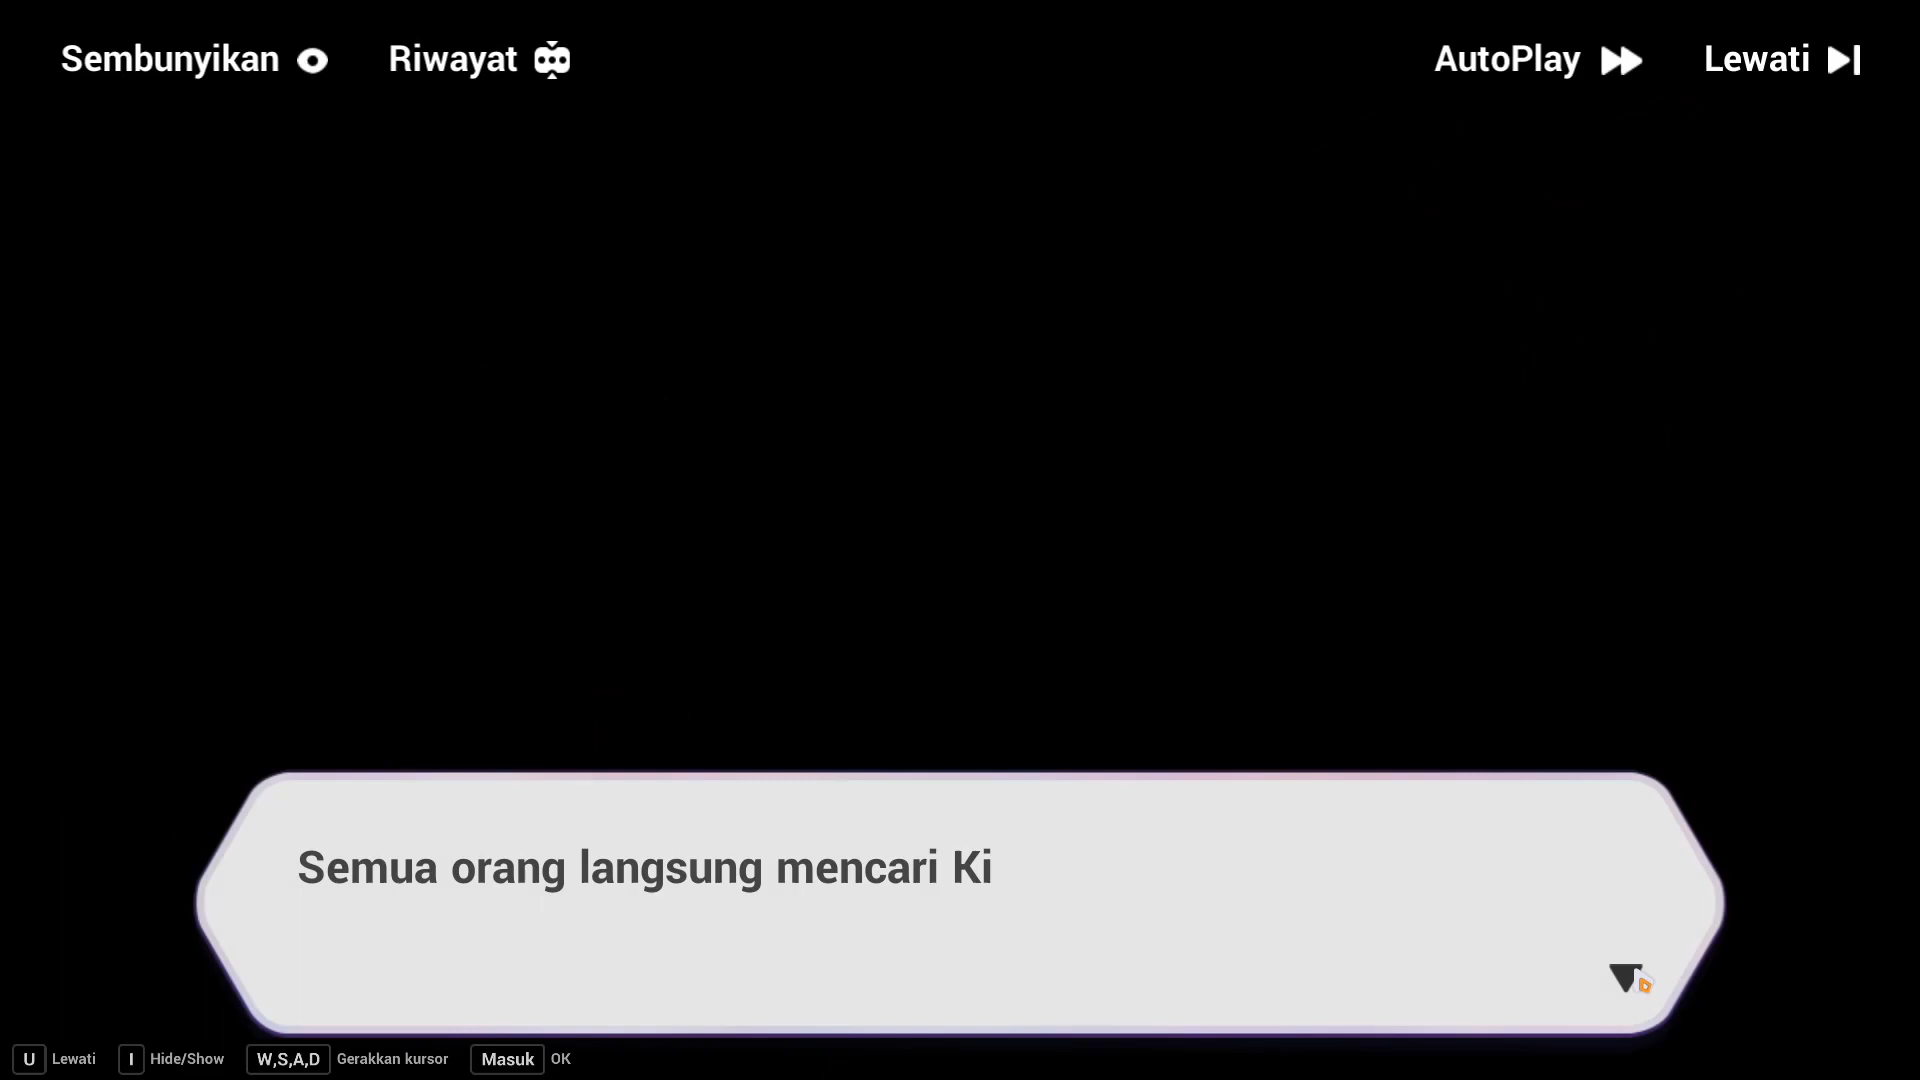 Sembunyikan
Riwayat
AutoPlay
Lewati
Semua orang langsung mencari Ki
U Lewati
I Hide/Show
W,S,A,D Gerakkan kursor
Masuk OK